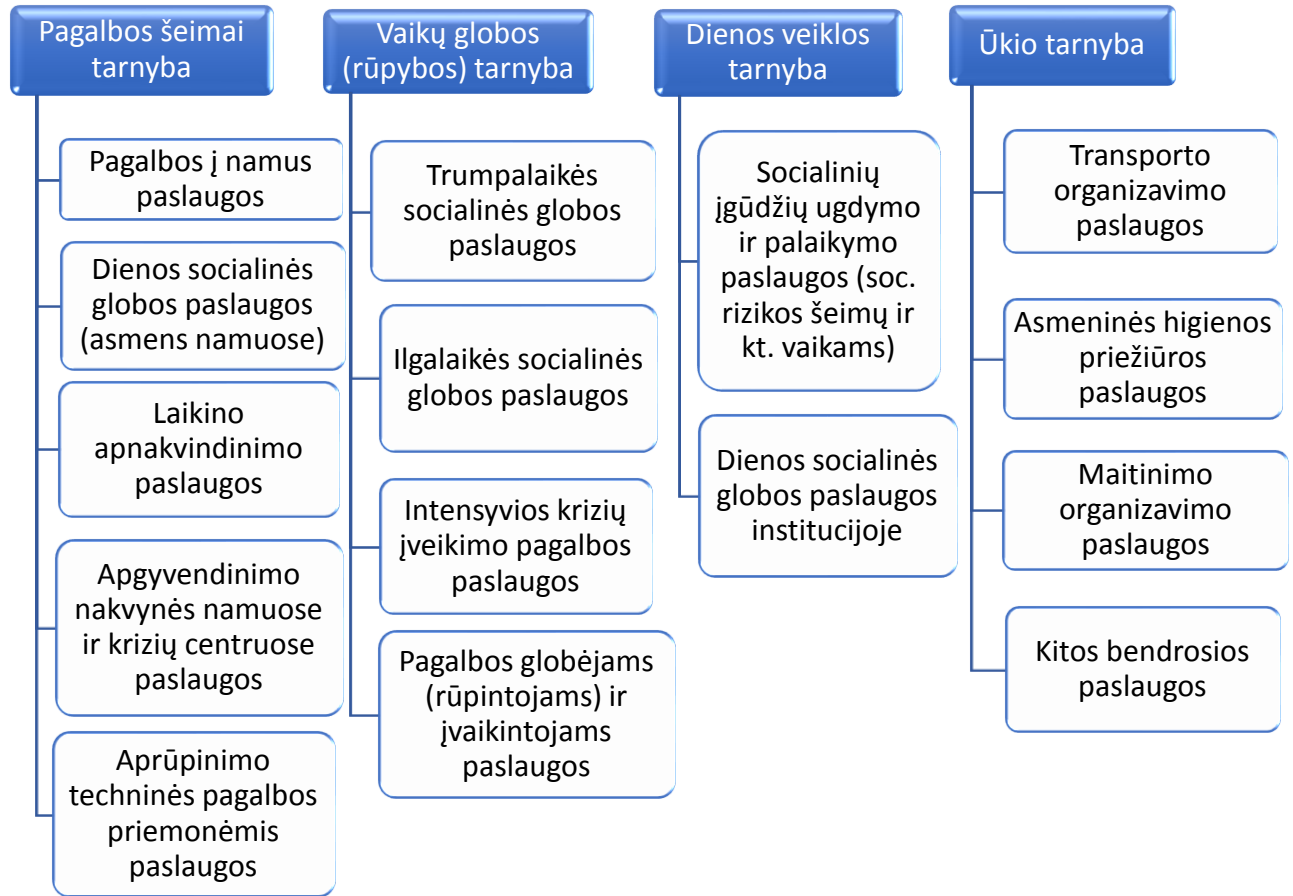 Pagalbos šeimai
tarnyba
Pagalbos į namus
paslaugos
Dienos socialinės
globos paslaugos
(asmens namuose)
Laikino
apnakvindinimo
paslaugos
Apgyvendinimo
nakvynės namuose
ir krizių centruose
paslaugos
Aprūpinimo
techninės pagalbos
priemonėmis
paslaugos
Vaikų globos
(rūpybos) tarnyba
Trumpalaikės
socialinės globos
paslaugos
Ilgalaikės socialinės
globos paslaugos
Intensyvios krizių
įveikimo pagalbos
paslaugos
Pagalbos globėjams
(rūpintojams) ir
įvaikintojams
paslaugos
Dienos veiklos
tarnyba
Socialinių
įgūdžių ugdymo
ir palaikymo
paslaugos (soc.
rizikos šeimų ir
kt. vaikams)
Dienos socialinės
globos paslaugos
institucijoje
Ūkio tarnyba
Transporto
organizavimo
paslaugos
Asmeninės higienos
priežiūros
paslaugos
Maitinimo
organizavimo
paslaugos
Kitos bendrosios
paslaugos